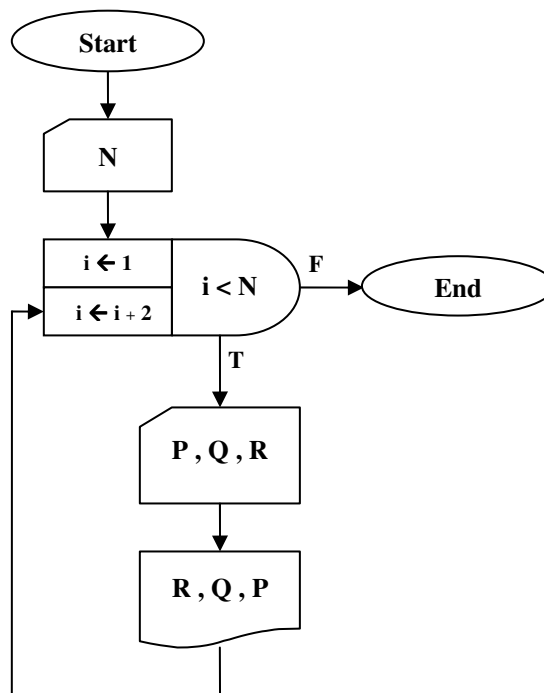 Start
N
i ← 1
i < N
F
End
i ← i + 2
T
P , Q , R
R , Q , P